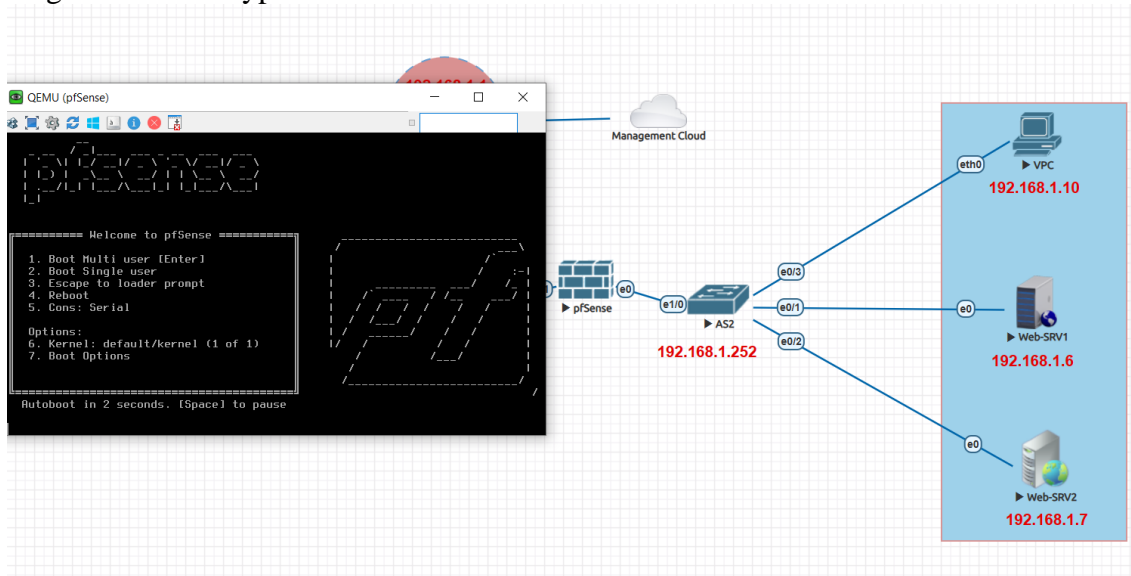 QEMU (pfSense)
========== Welcome to pfSense ==========
1. Boot Multi user [Enter]
2. Boot Single user
3. Escape to loader prompt
4. Reboot
5. Cons: Serial
Options:
6. Kernel: default/kernel (1 of 1)
7. Boot Options
Autoboot in 2 seconds. [Space] to pause
Management Cloud
pfSense
e0
e1/0
AS2
192.168.1.252
e0/3
e0/1
e0/2
eth0
VPC
192.168.1.10
e0
Web-SRV1
192.168.1.6
e0
Web-SRV2
192.168.1.7